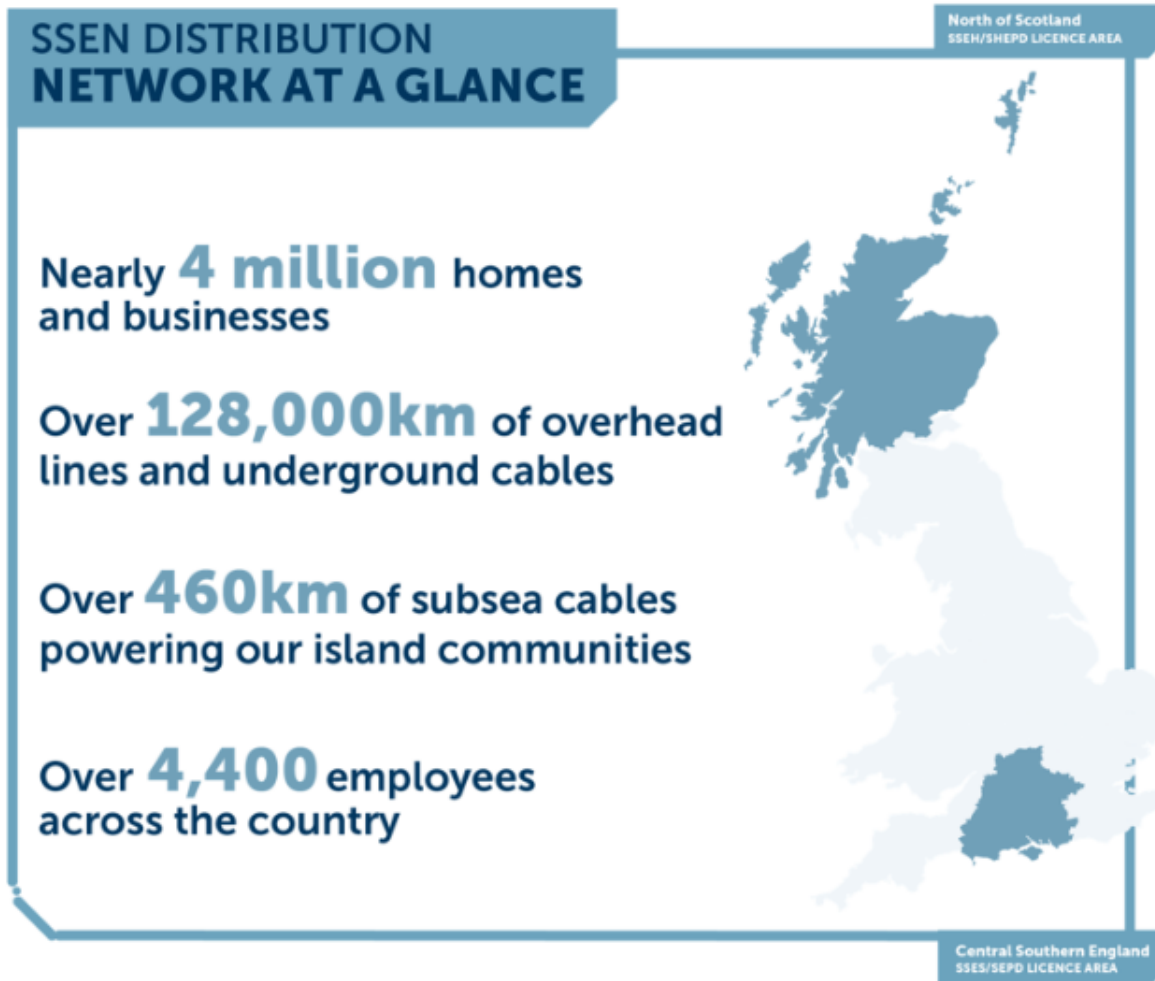 SSEN DISTRIBUTION
NETWORK AT A GLANCE
North of Scotland
SSEH/SHEPD LICENCE AREA
Nearly 4 million homes
and businesses
Over 128,000km of overhead
lines and underground cables
Over 460km of subsea cables
powering our island communities
Over 4,400 employees
across the country
Central Southern England
SSES/SEPD LICENCE AREA